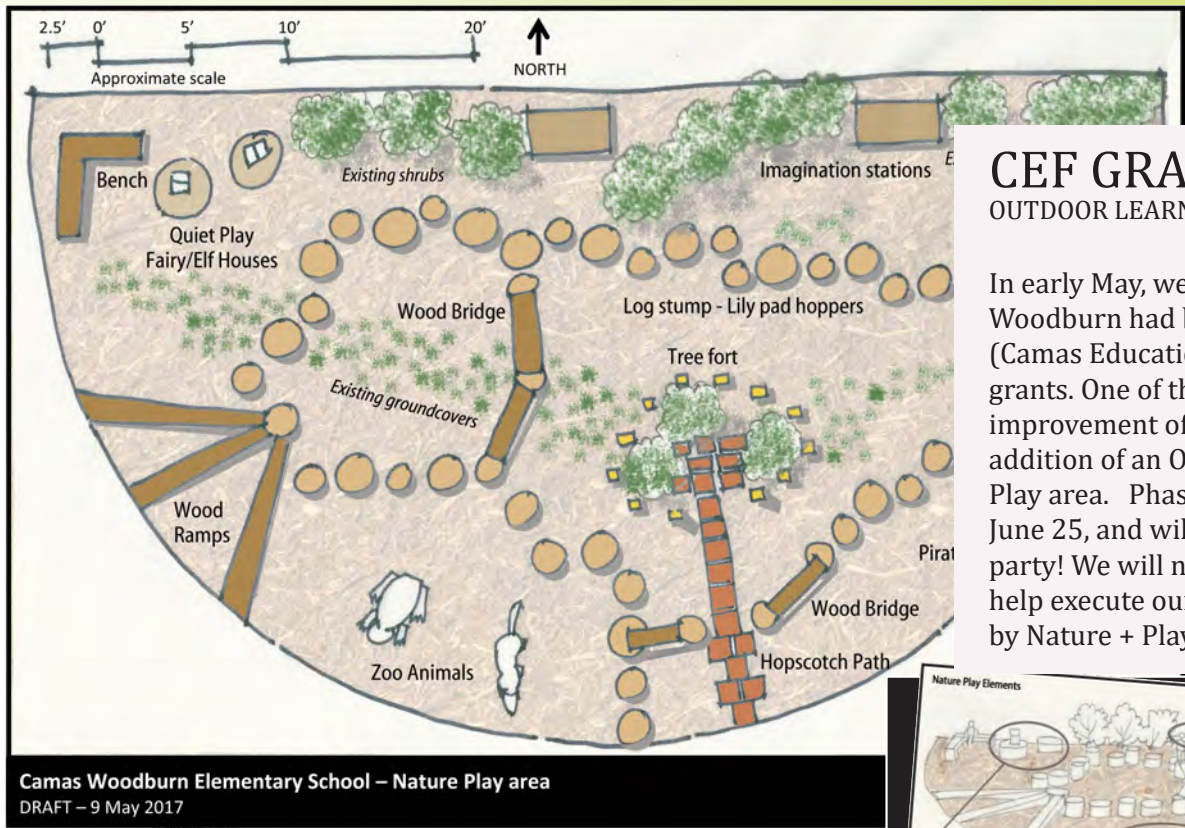 2.5’ 0’ 5’ 10’ 20’
Approximate scale
NORTH
Bench
Existing shrubs
Imagination stations
Quiet Play
Fairy/Elf Houses
Wood Bridge
Log stump - Lily pad hoppers
Tree fort
Existing groundcovers
Wood
Ramps
Zoo Animals
Wood Bridge
Hopscotch Path
Camas Woodburn Elementary School – Nature Play area
DRAFT – 9 May 2017
CEF GRA
OUTDOOR LEARN
In early May, we
Woodburn had
(Camas Educatio
grants. One of th
improvement of
addition of an O
Play area. Phas
June 25, and wil
party! We will n
help execute ou
by Nature + Play
Pirat
Nature Play Elements